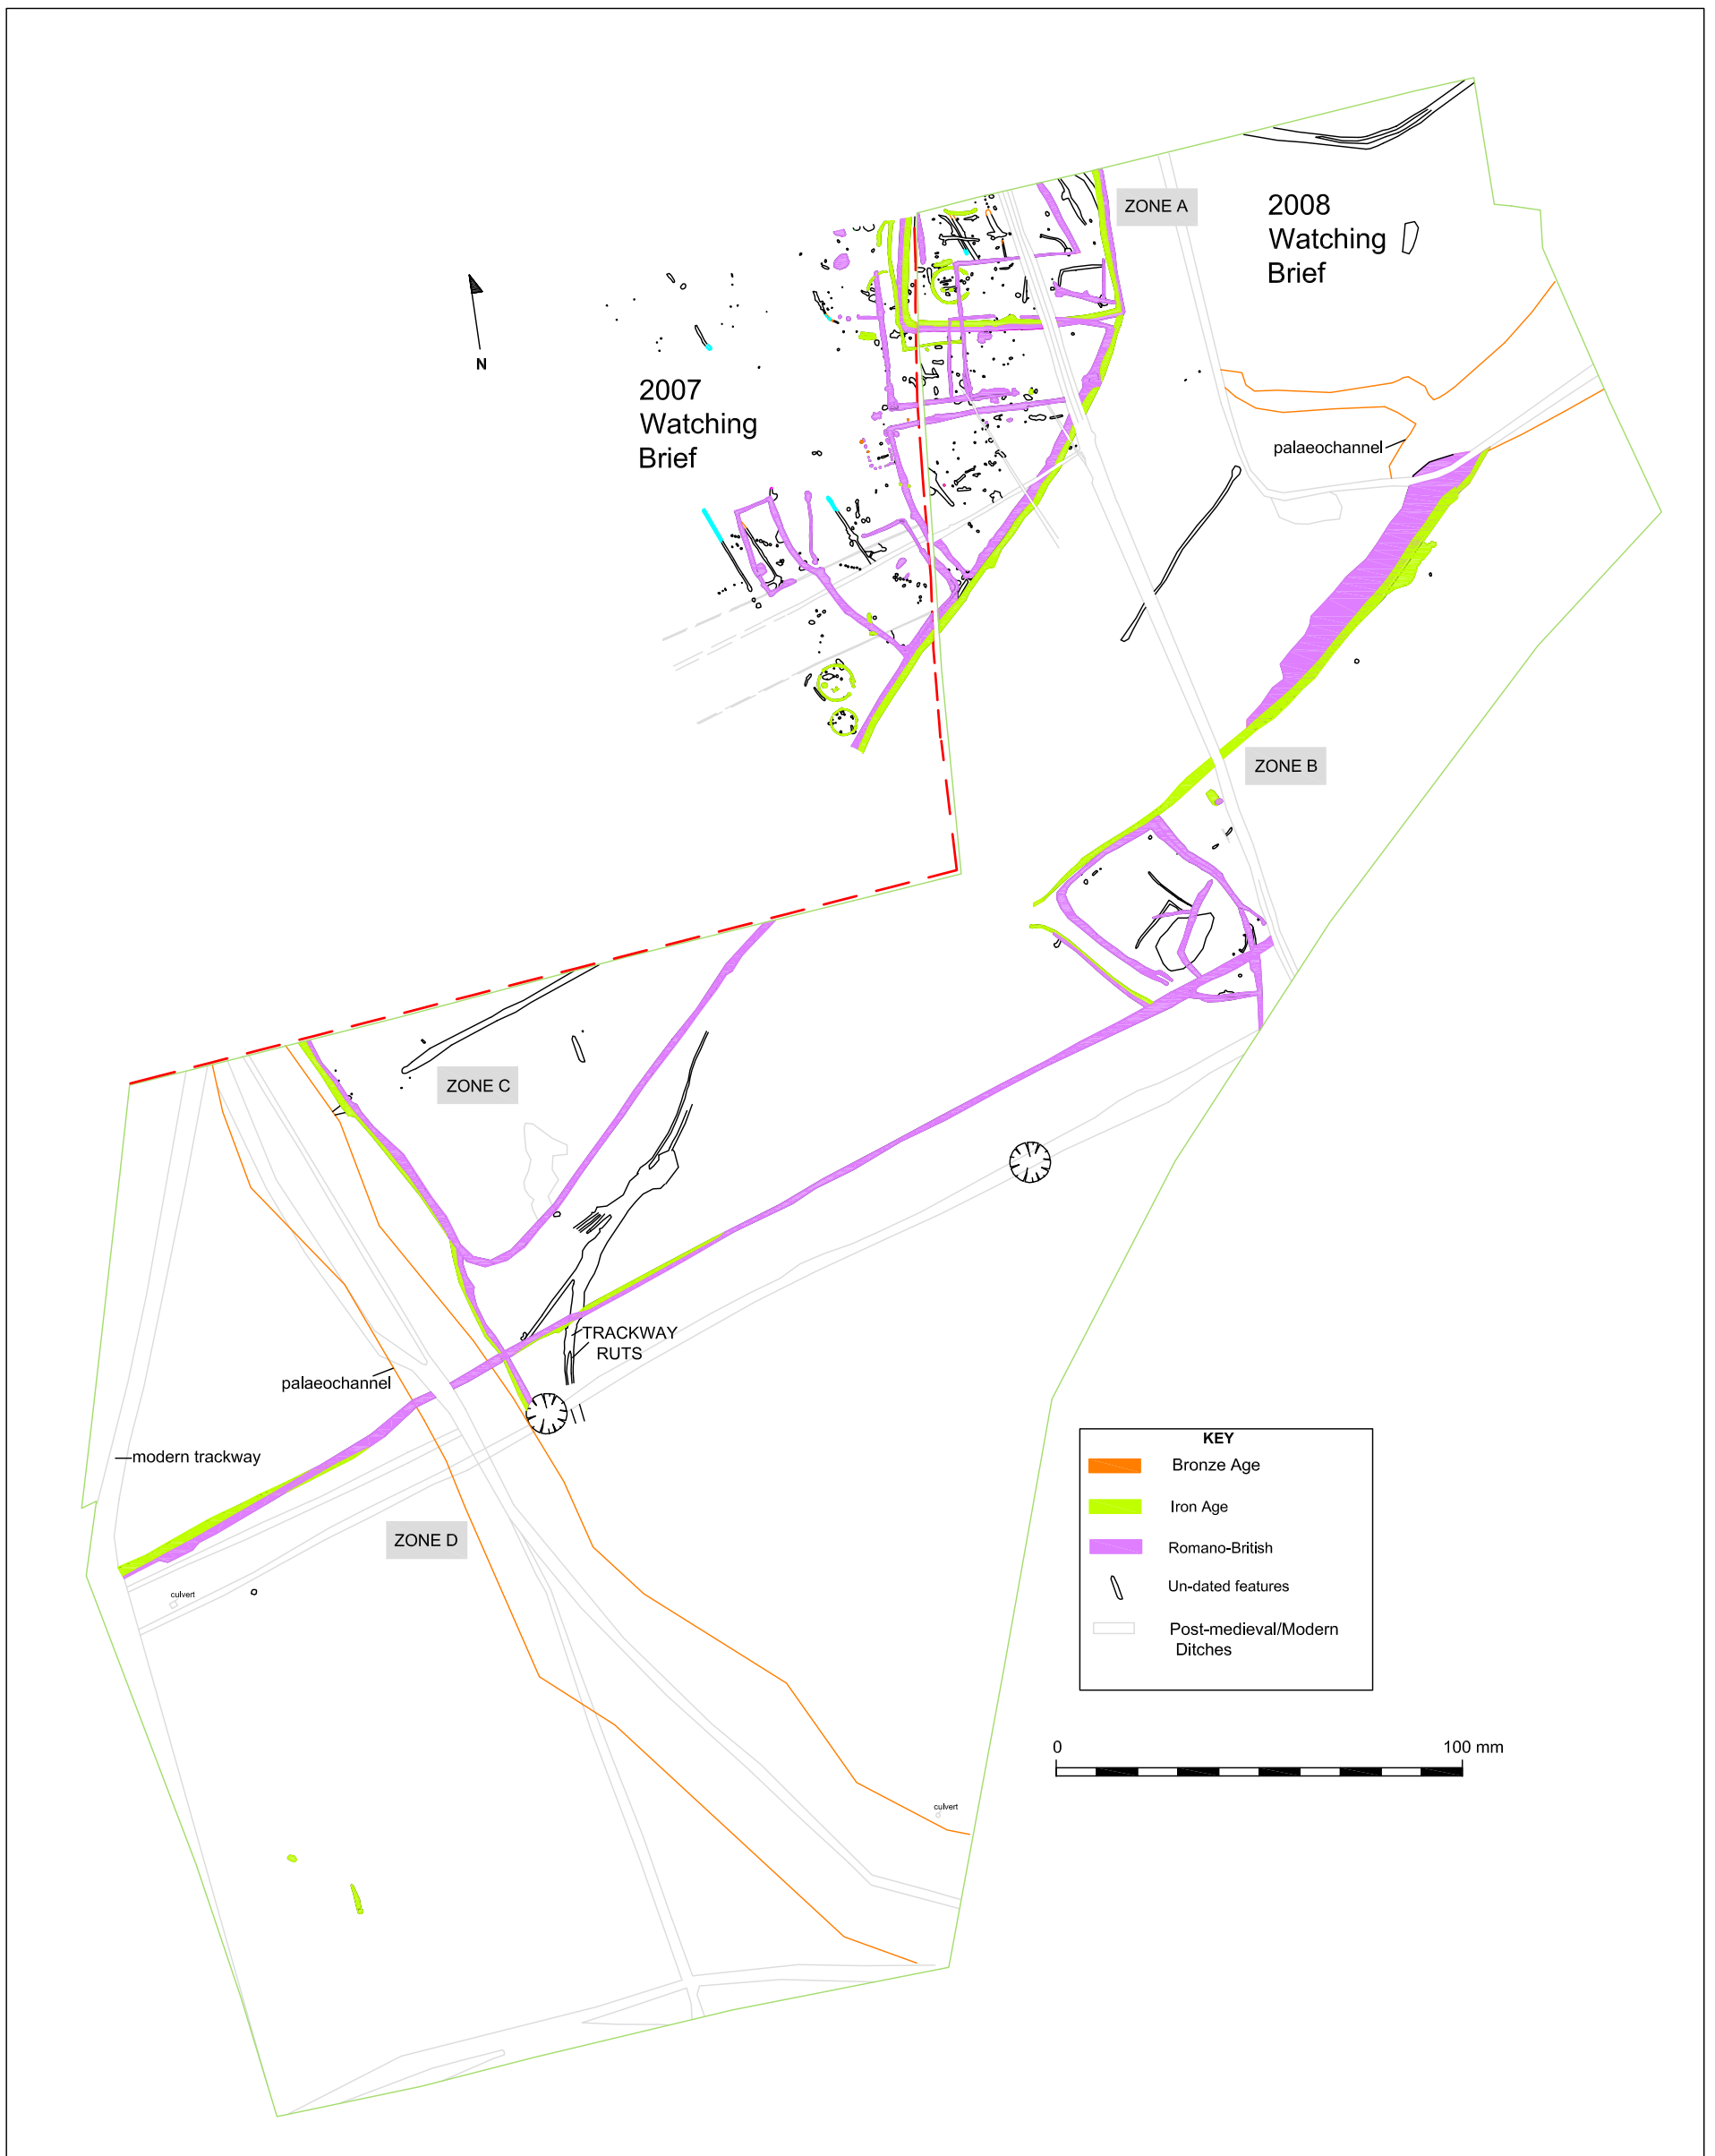 ZONE A
2008
Watching
Brief
N
2007
Watching
Brief
palaeochannel
ZONE B
ZONE C
TRACKWAY
RUTS
palaeochannel
modern trackway
ZONE D
culvert
KEY
Bronze Age
Iron Age
Romano-British
Un-dated features
Post-medieval/Modern
Ditches
0
100 mm
culvert